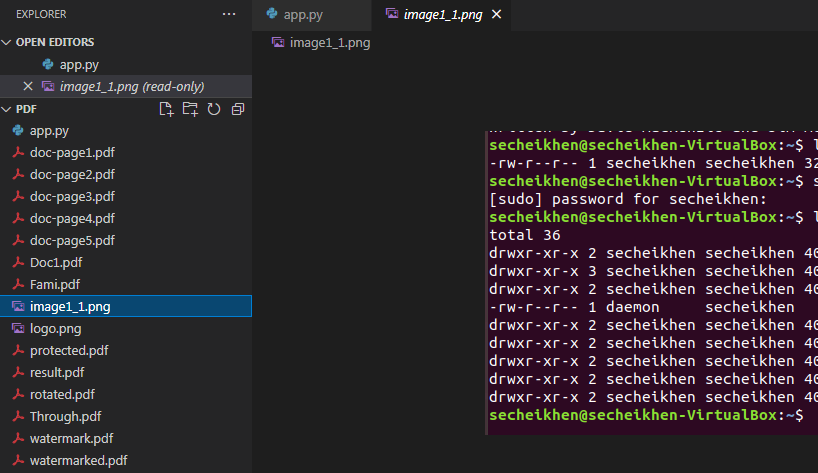 EXPLORER
OPEN EDITORS
app.py
image1_1.png (read-only)
PDF
app.py
doc-page1.pdf
doc-page2.pdf
doc-page3.pdf
doc-page4.pdf
doc-page5.pdf
Doc1.pdf
Fami.pdf
image1_1.png
logo.png
protected.pdf
result.pdf
rotated.pdf
Through.pdf
watermark.pdf
watermarked.pdf
app.py
image1_1.png
image1_1.png
secheikhen@secheikhen-VirtualBox:~$ l
-rw-r--r-- 1 secheikhen secheikhen 32
secheikhen@secheikhen-VirtualBox:~$ s
[sudo] password for secheikhen:
secheikhen@secheikhen-VirtualBox:~$ l
total 36
drwxr-xr-x 2 secheikhen secheikhen 40
drwxr-xr-x 3 secheikhen secheikhen 40
drwxr-xr-x 2 secheikhen secheikhen 40
-rw-r--r-- 1 daemon     secheikhen
drwxr-xr-x 2 secheikhen secheikhen 40
drwxr-xr-x 2 secheikhen secheikhen 40
drwxr-xr-x 2 secheikhen secheikhen 40
drwxr-xr-x 2 secheikhen secheikhen 40
drwxr-xr-x 2 secheikhen secheikhen 40
secheikhen@secheikhen-VirtualBox:~$